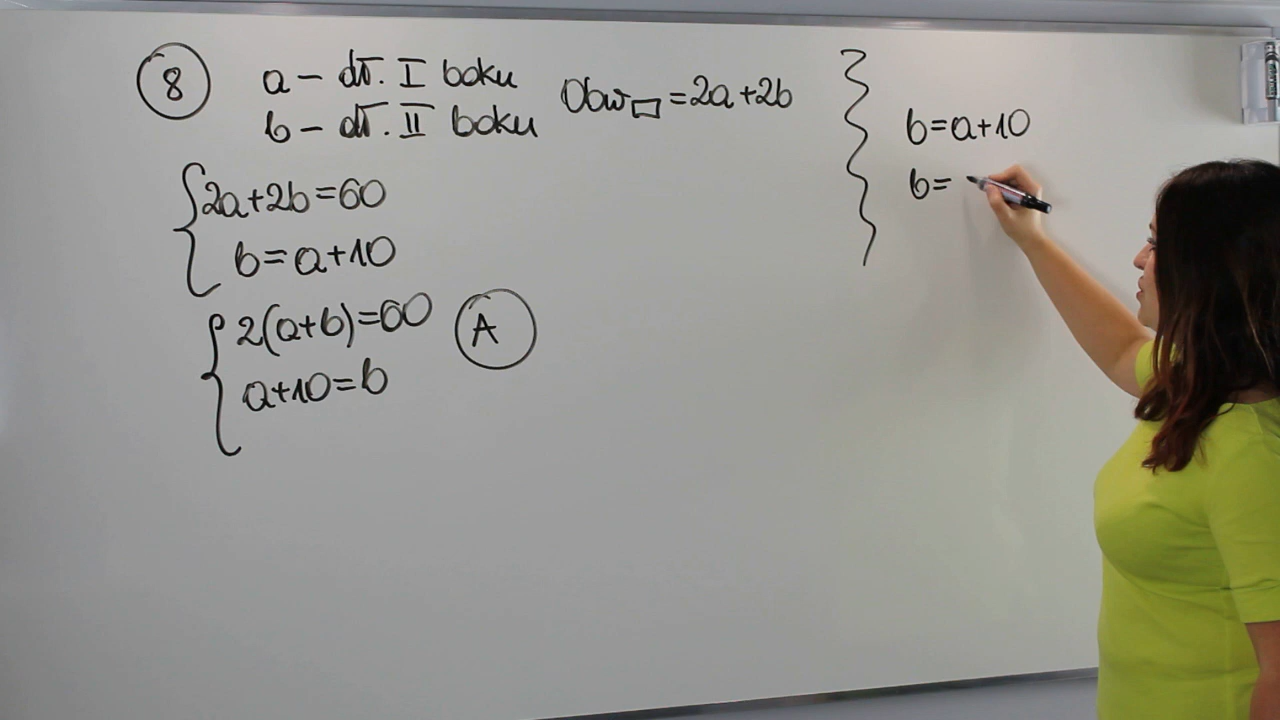 8
a – dł. I boku
b – dł. II boku
Obw▭ = 2a+2b
2a+2b=60
b=a+10
2(a+b)=60
a+10=b
A
b=a+10
b=